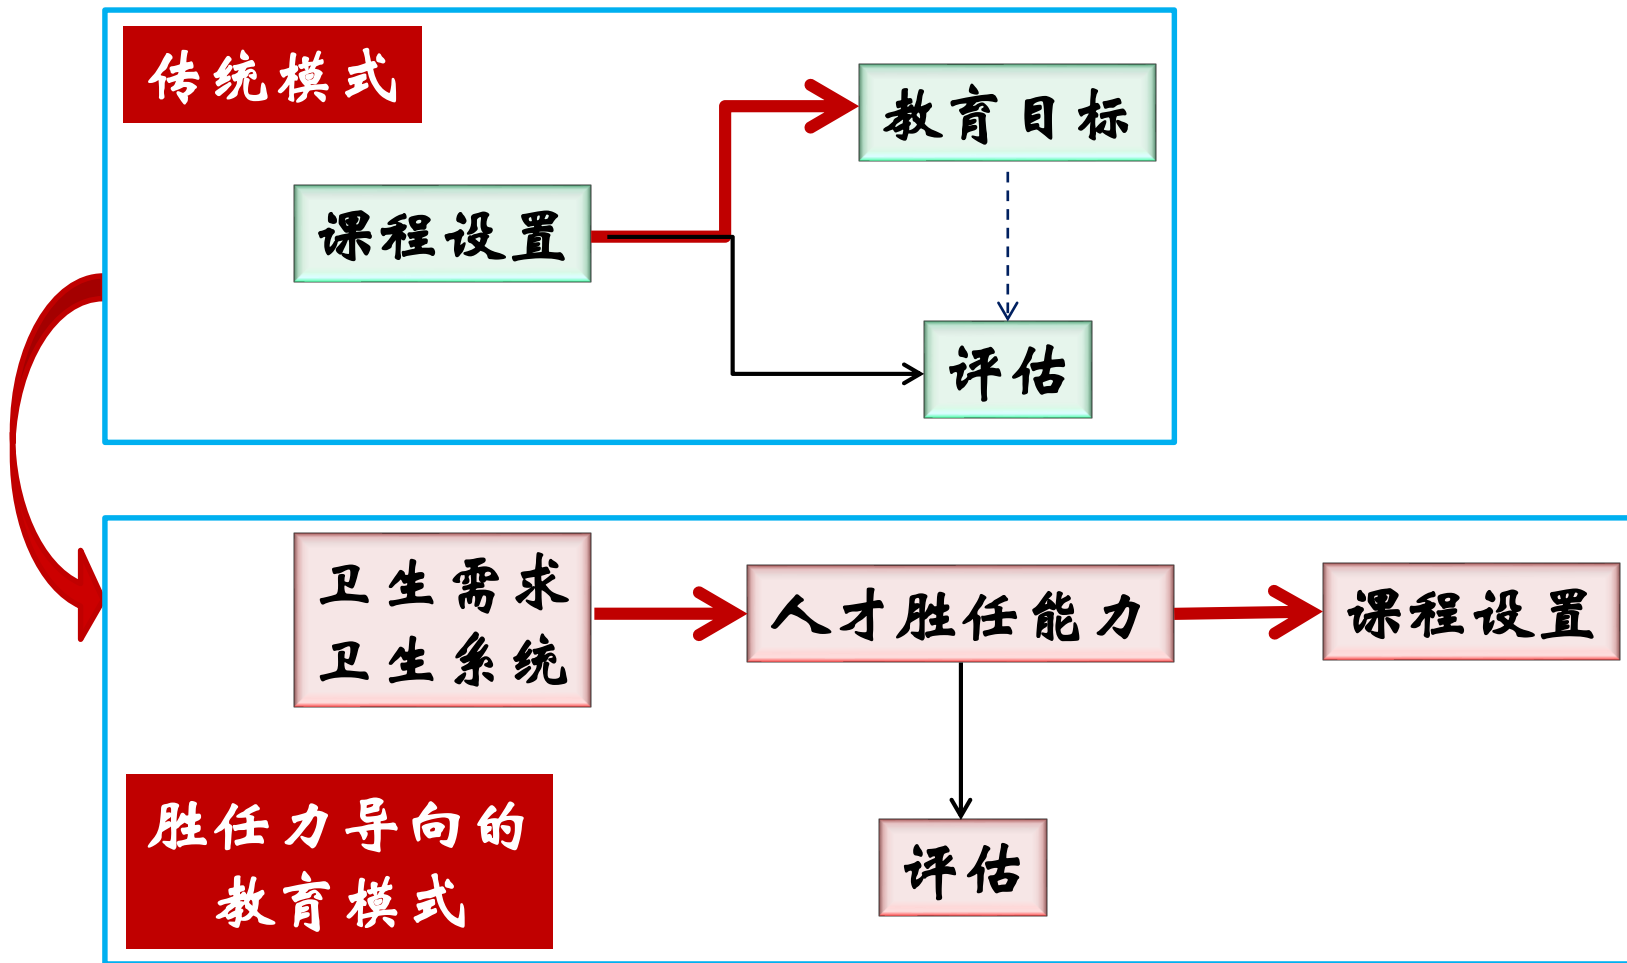 传统模式
教育目标
课程设置
评估
卫生需求
卫生系统
人才胜任能力
课程设置
胜任力导向的
教育模式
评估